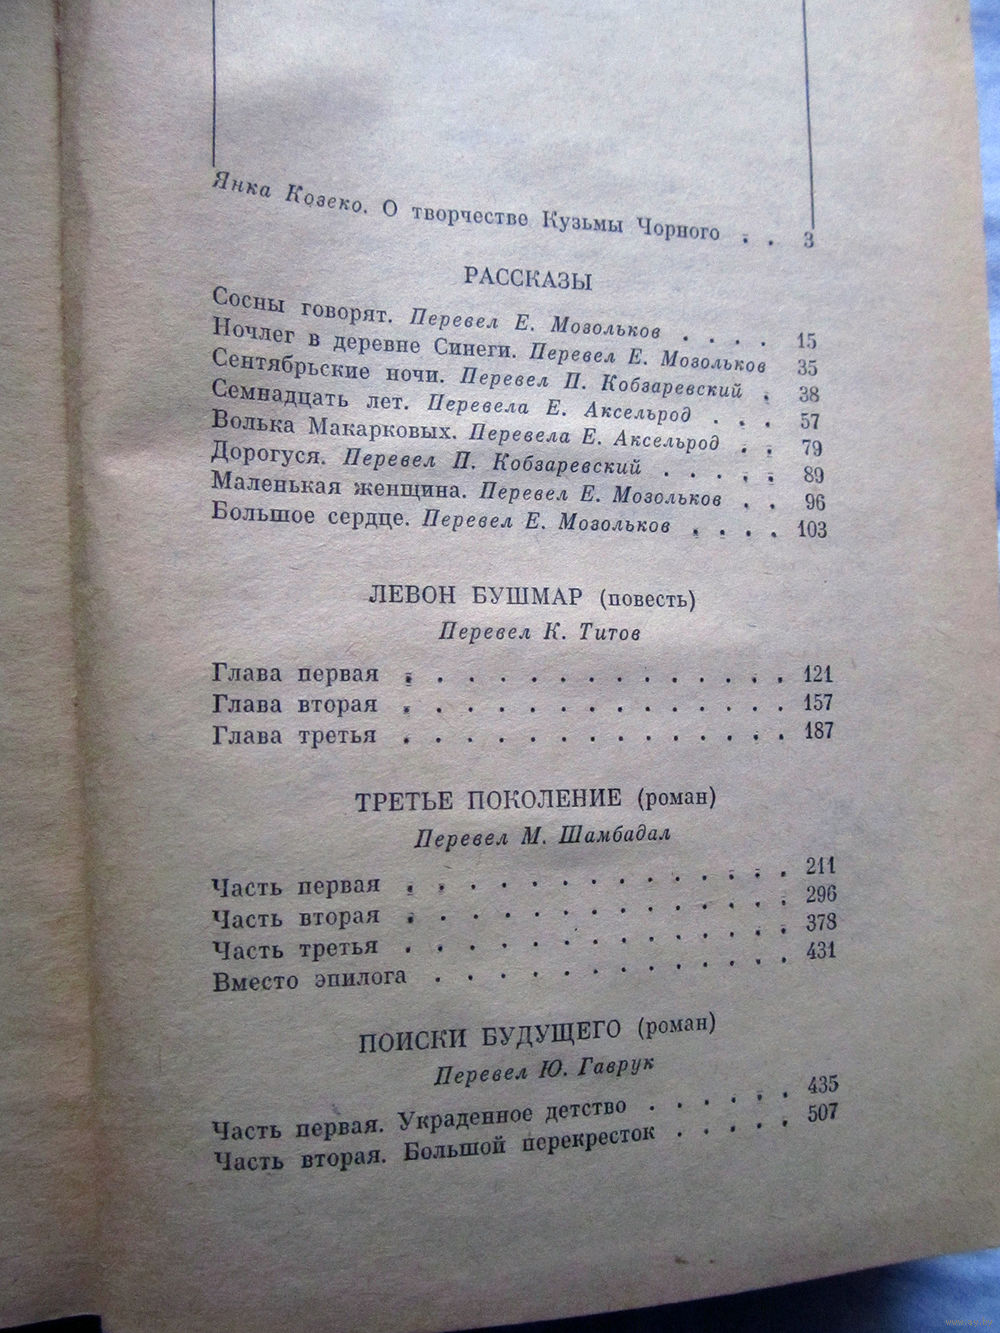 Янка Козеко. О творчестве Кузьмы Чорного . . 3
РАССКАЗЫ
Сосны говорят. Перевел Е. Мозольков . . . . 15
Ночлег в деревне Синеги. Перевел Е. Мозольков 35
Сентябрьские ночи. Перевел П. Кобзаревский . 38
Семнадцать лет. Перевела Е. Аксельрод . . . 57
Волька Макарковых. Перевела Е. Аксельрод . . 79
Дорогуся. Перевел П. Кобзаревский . . . . . 89
Маленькая женщина. Перевел Е. Мозольков . . 96
Большое сердце. Перевел Е. Мозольков . . . . 103
ЛЕВОН БУШМАР (повесть)
Перевел К. Титов
Глава первая . . . . . . . . . . . . . 121
Глава вторая . . . . . . . . . . . . . 157
Глава третья . . . . . . . . . . . . . 187
ТРЕТЬЕ ПОКОЛЕНИЕ (роман)
Перевел М. Шамбадал
Часть первая . . . . . . . . . . . . . 211
Часть вторая . . . . . . . . . . . . . 296
Часть третья . . . . . . . . . . . . . 378
Вместо эпилога . . . . . . . . . . . . 431
ПОИСКИ БУДУЩЕГО (роман)
Перевел Ю. Гаврук
Часть первая. Украденное детство . . . . . . 435
Часть вторая. Большой перекресток . . . . . 507